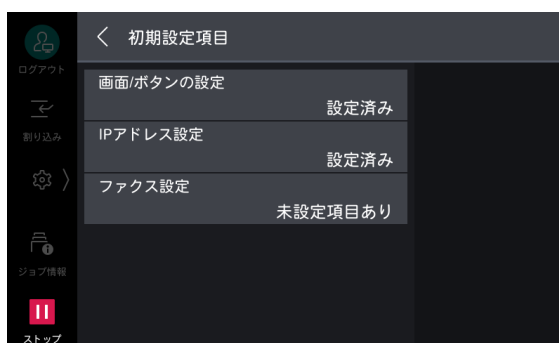 初期設定項目
ログアウト
画面/ボタンの設定
設定済み
割り込み
IPアドレス設定
設定済み
ファクス設定
未設定項目あり
ジョブ情報
ストップ